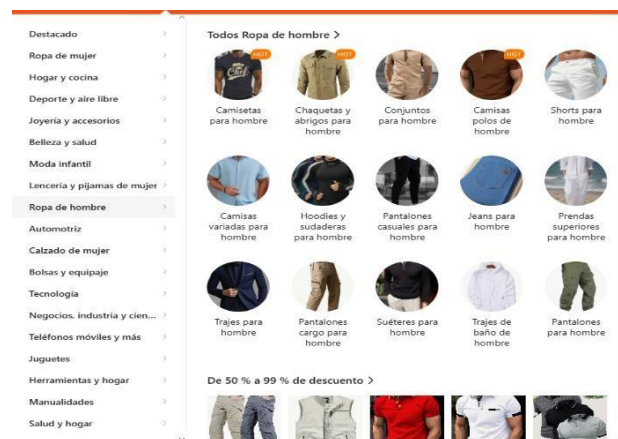 Destacado
Ropa de mujer
Hogar y cocina
Deporte y aire libre
Joyería y accesorios
Belleza y salud
Moda infantil
Lencería y pijamas de mujer
Ropa de hombre
Automotriz
Calzado de mujer
Bolsas y equipaje
Tecnología
Negocios, industria y cien...
Teléfonos móviles y más
Juguetes
Herramientas y hogar
Manualidades
Salud y hogar
Todos Ropa de hombre >
HOT
HOT
HOT
Chef
Camisetas
para hombre
Chaquetas y
abrigos para
hombre
Conjuntos
para hombre
Camisas
polos de
hombre
Shorts para
hombre
Camisas
variadas para
hombre
Hoodies y
sudaderas
para hombre
Pantalones
casuales para
hombre
Jeans para
hombre
Prendas
superiores
para hombre
Trajes para
hombre
Pantalones
cargo para
hombre
Suéteres para
hombre
Trajes de
baño de
hombre
Pantalones
para hombre
De 50 % a 99 % de descuento >